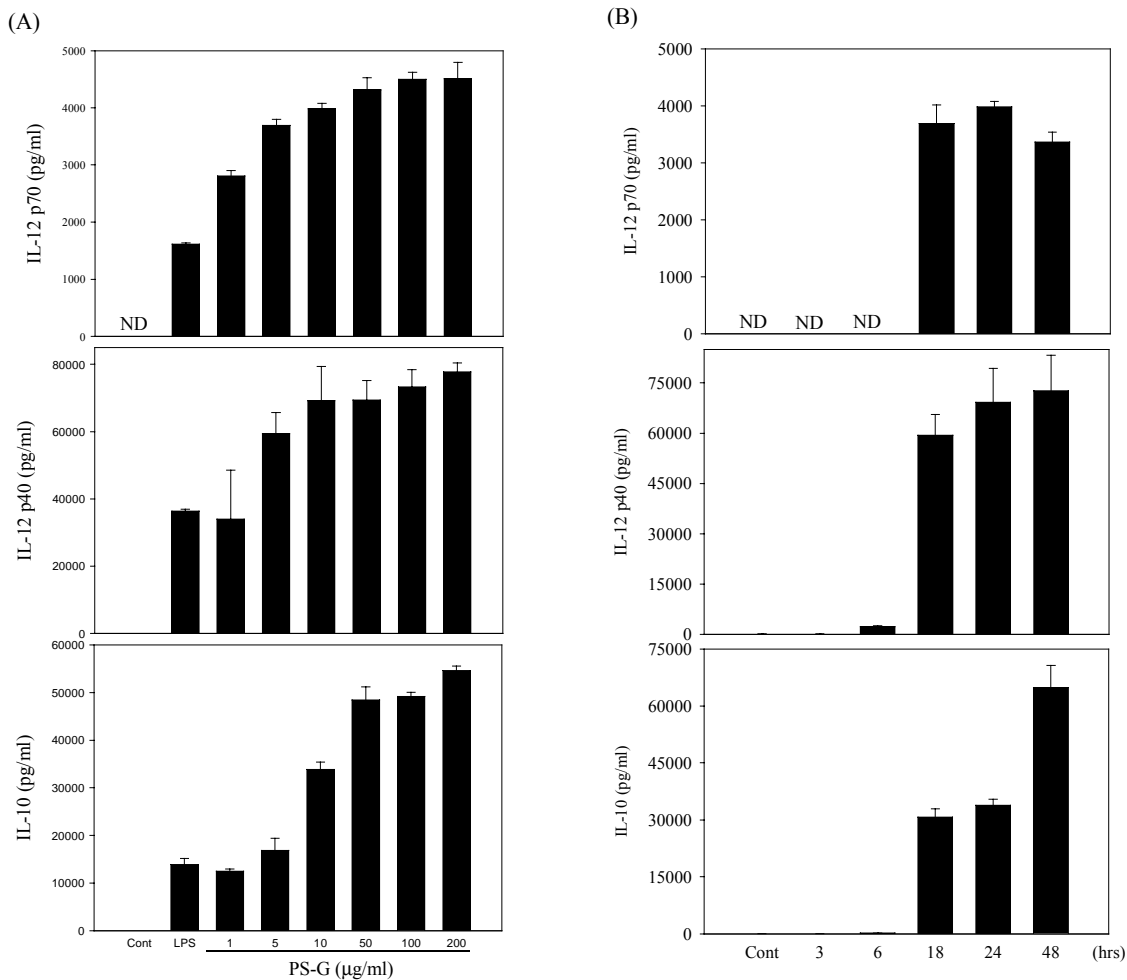 (A)
IL-12 p70 (pg/ml)
5000
4000
3000
2000
1000
0
ND
IL-12 p40 (pg/ml)
80000
60000
40000
20000
0
IL-10 (pg/ml)
60000
50000
40000
30000
20000
10000
0
Cont LPS 1 5 10 50 100 200
PS-G (μg/ml)
(B)
IL-12 p70 (pg/ml)
5000
4000
3000
2000
1000
0
ND ND ND
IL-12 p40 (pg/ml)
75000
60000
45000
30000
15000
0
IL-10 (pg/ml)
75000
60000
45000
30000
15000
0
Cont 3 6 18 24 48 (hrs)